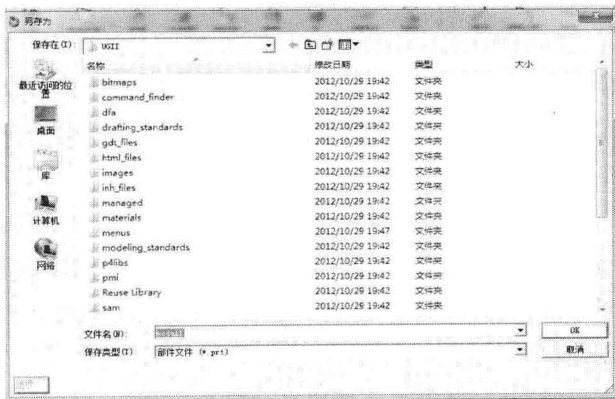 另存为
保存在(I): UGII
名称 修改日期 类型 大小
最近访问的位置
桌面
库
计算机
网络
bitmaps 2012/10/29 19:42 文件夹
command_finder 2012/10/29 19:42 文件夹
dfa 2012/10/29 19:42 文件夹
drafting_standards 2012/10/29 19:42 文件夹
gdt_files 2012/10/29 19:42 文件夹
html_files 2012/10/29 19:42 文件夹
images 2012/10/29 19:42 文件夹
inh_files 2012/10/29 19:42 文件夹
managed 2012/10/29 19:42 文件夹
materials 2012/10/29 19:42 文件夹
menus 2012/10/29 19:47 文件夹
modeling_standards 2012/10/29 19:42 文件夹
p4libs 2012/10/29 19:42 文件夹
pmi 2012/10/29 19:42 文件夹
Reuse Library 2012/10/29 19:42 文件夹
sam 2012/10/29 19:42 文件夹
文件名(N): OK
保存类型(T): 部件文件 (*.prt) 取消